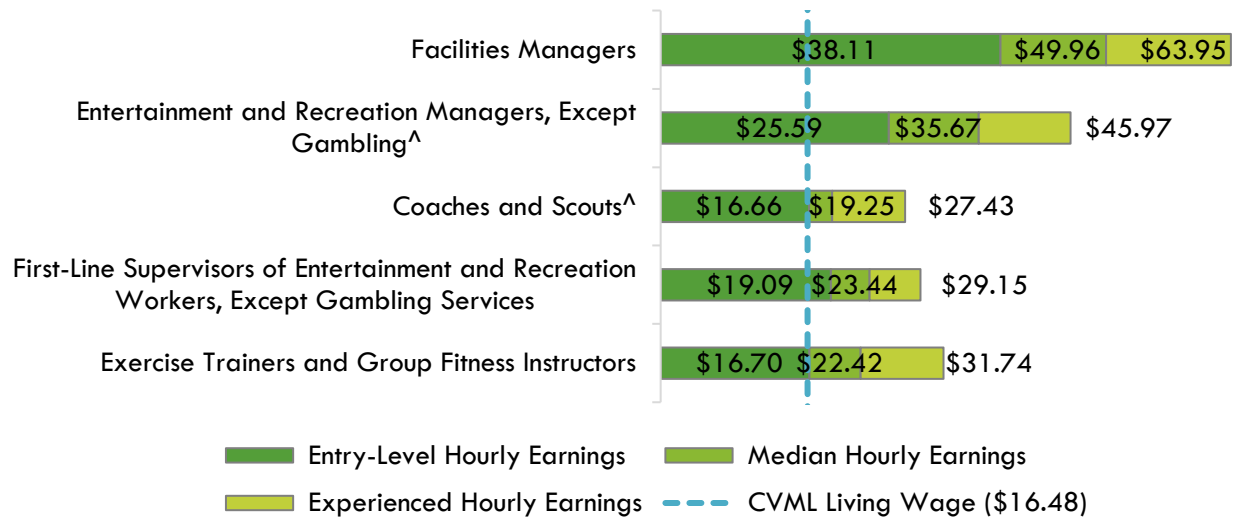 Facilities Managers
$38.11 $49.96 $63.95
Entertainment and Recreation Managers, Except
Gambling^
$25.59 $35.67 $45.97
Coaches and Scouts^
$16.66 $19.25 $27.43
First-Line Supervisors of Entertainment and Recreation
Workers, Except Gambling Services
$19.09 $23.44 $29.15
Exercise Trainers and Group Fitness Instructors
$16.70 $22.42 $31.74
Entry-Level Hourly Earnings Median Hourly Earnings
Experienced Hourly Earnings CVML Living Wage ($16.48)